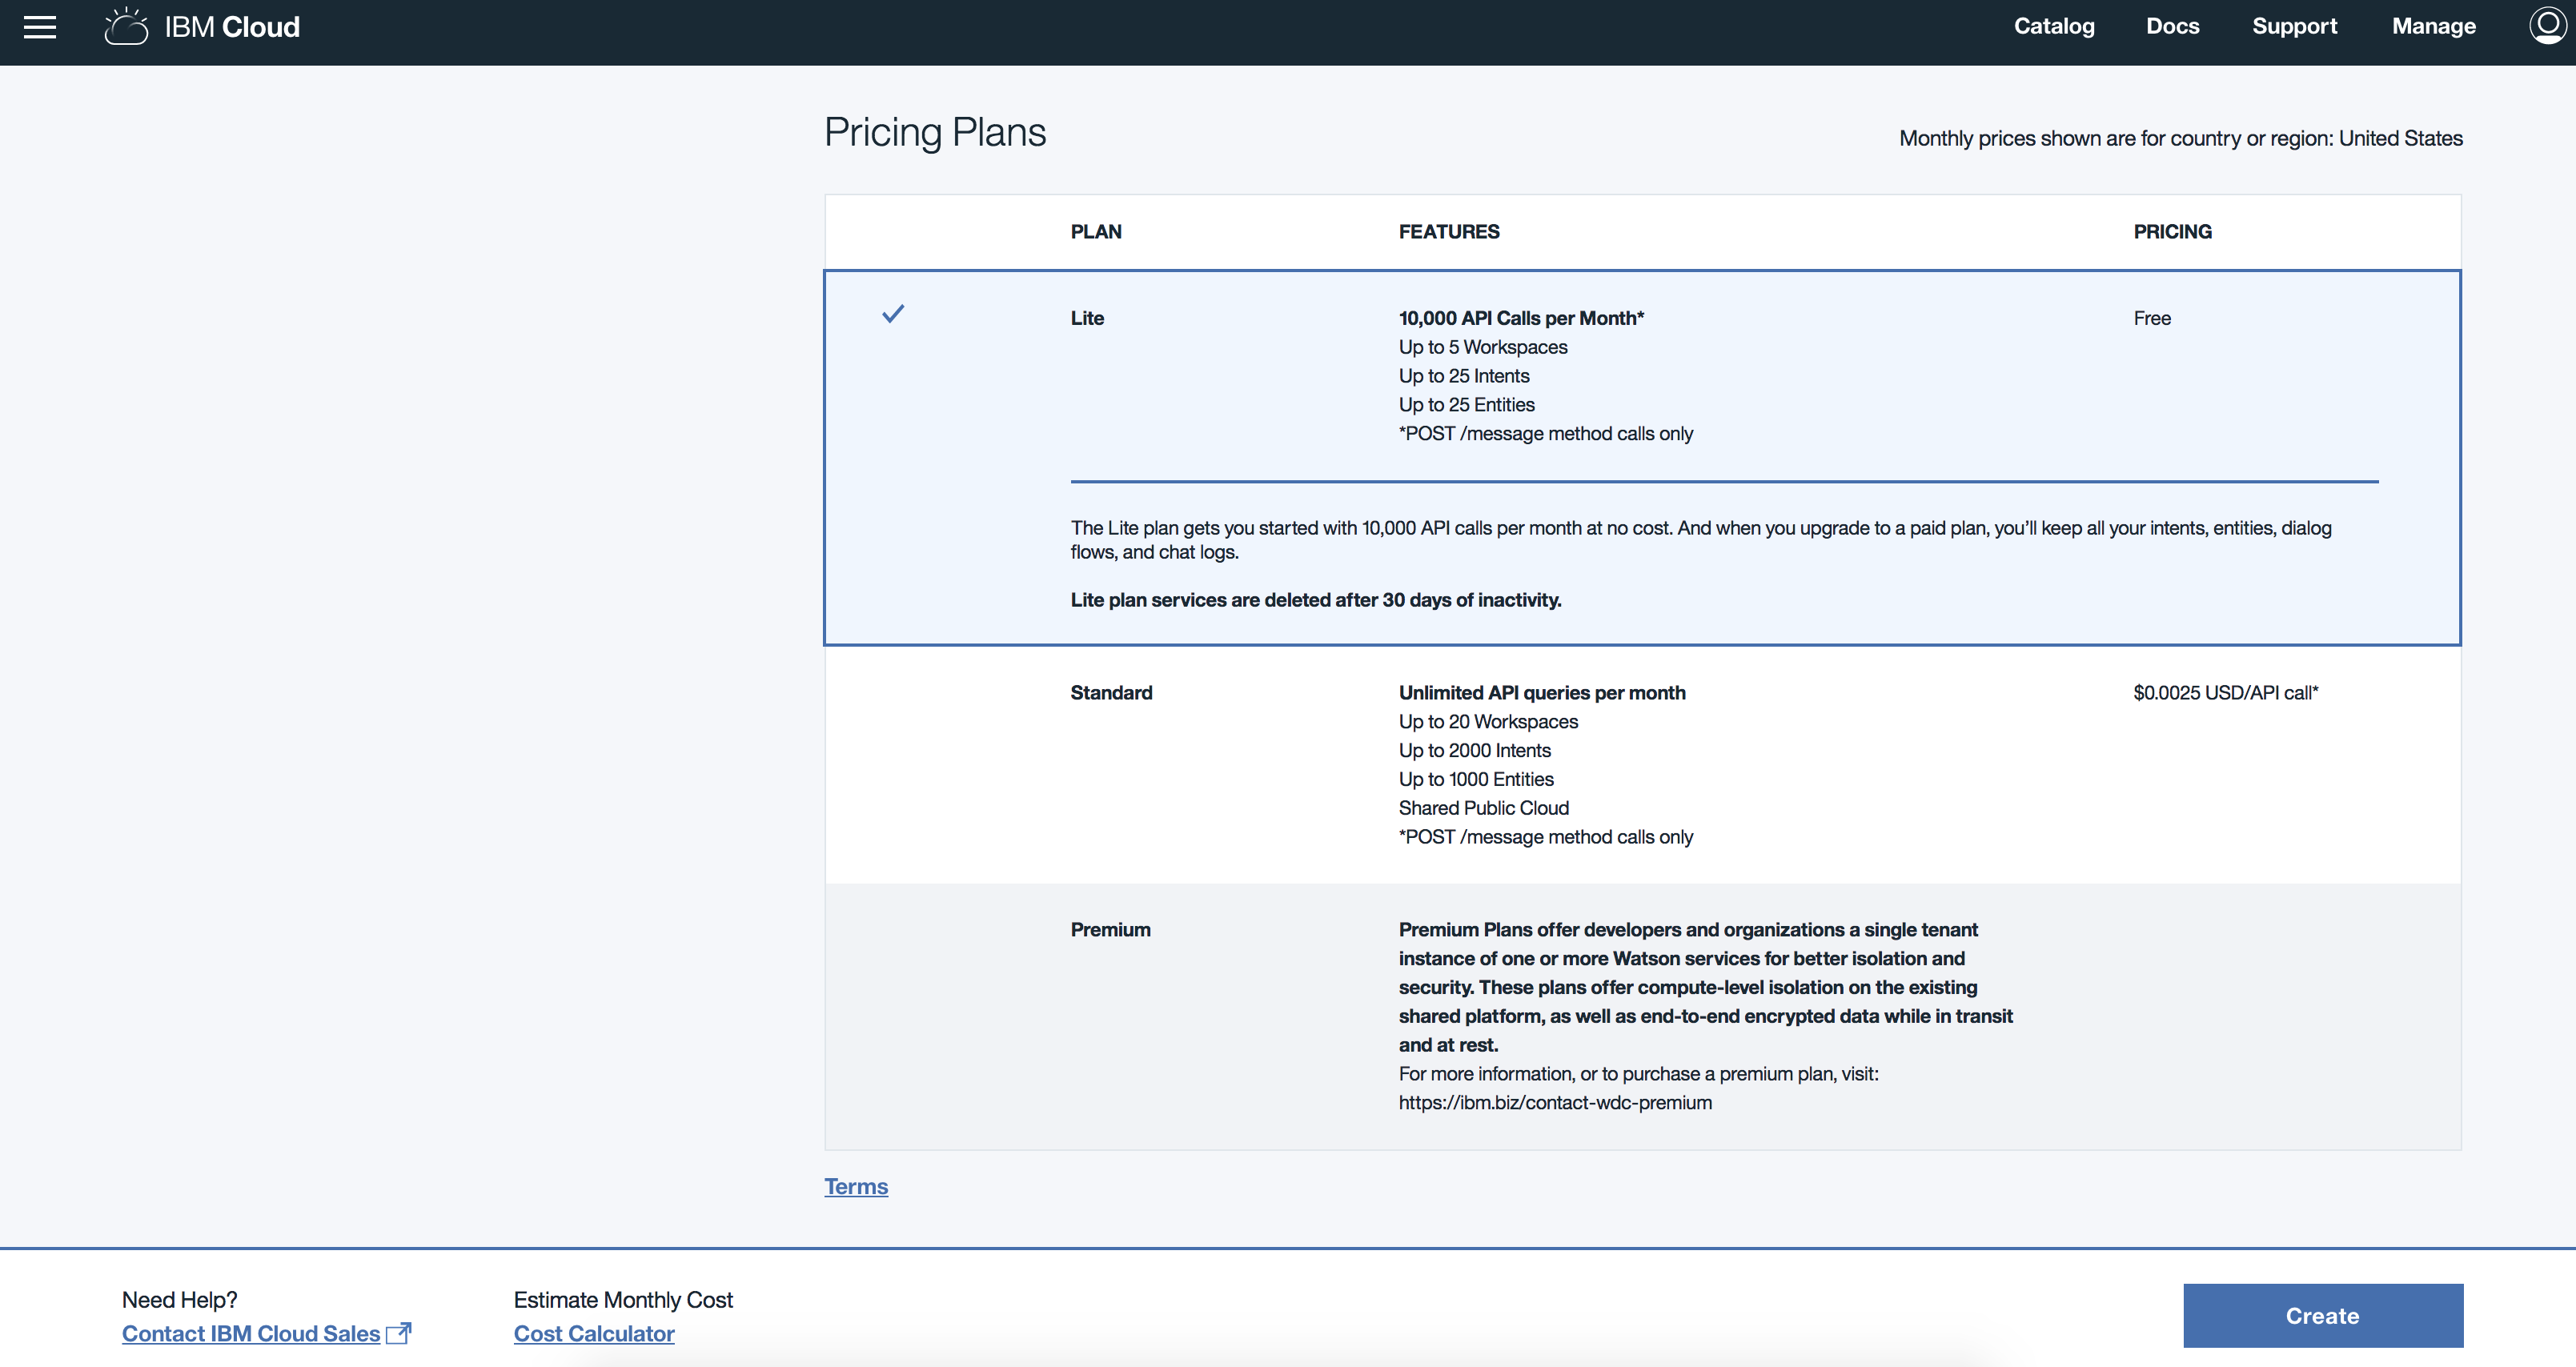 IBM Cloud
Catalog
Docs
Support
Manage
Pricing Plans
Monthly prices shown are for country or region: United States
PLAN
FEATURES
PRICING
Lite
10,000 API Calls per Month*
Free
Up to 5 Workspaces
Up to 25 Intents
Up to 25 Entities
*POST /message method calls only
The Lite plan gets you started with 10,000 API calls per month at no cost. And when you upgrade to a paid plan, you’ll keep all your intents, entities, dialog
flows, and chat logs.
Lite plan services are deleted after 30 days of inactivity.
Standard
Unlimited API queries per month
$0.0025 USD/API call*
Up to 20 Workspaces
Up to 2000 Intents
Up to 1000 Entities
Shared Public Cloud
*POST /message method calls only
Premium
Premium Plans offer developers and organizations a single tenant
instance of one or more Watson services for better isolation and
security. These plans offer compute-level isolation on the existing
shared platform, as well as end-to-end encrypted data while in transit
and at rest.
For more information, or to purchase a premium plan, visit:
https://ibm.biz/contact-wdc-premium
Terms
Need Help?
Contact IBM Cloud Sales
Estimate Monthly Cost
Cost Calculator
Create